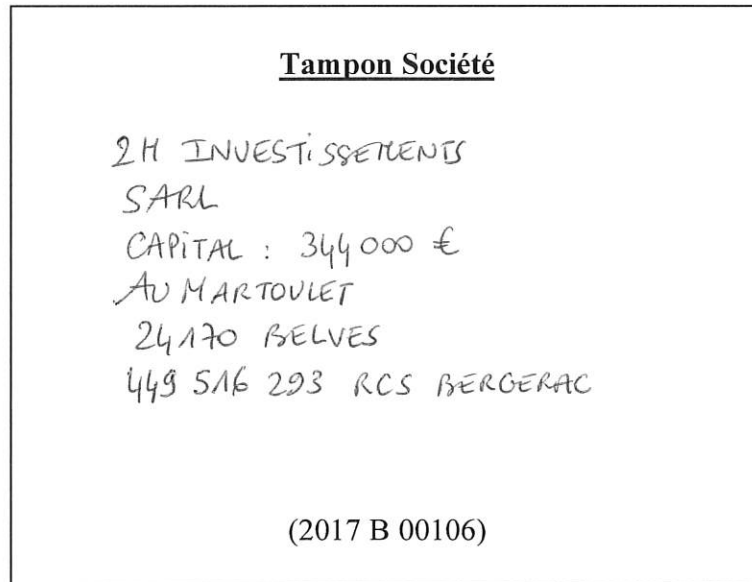 Tampon Société
2H INVESTISSEMENTS
SARL
CAPITAL : 344 000 €
AU MARTOULET
24170 BELVES
449 516 293 RCS BERGERAC
(2017 B 00106)